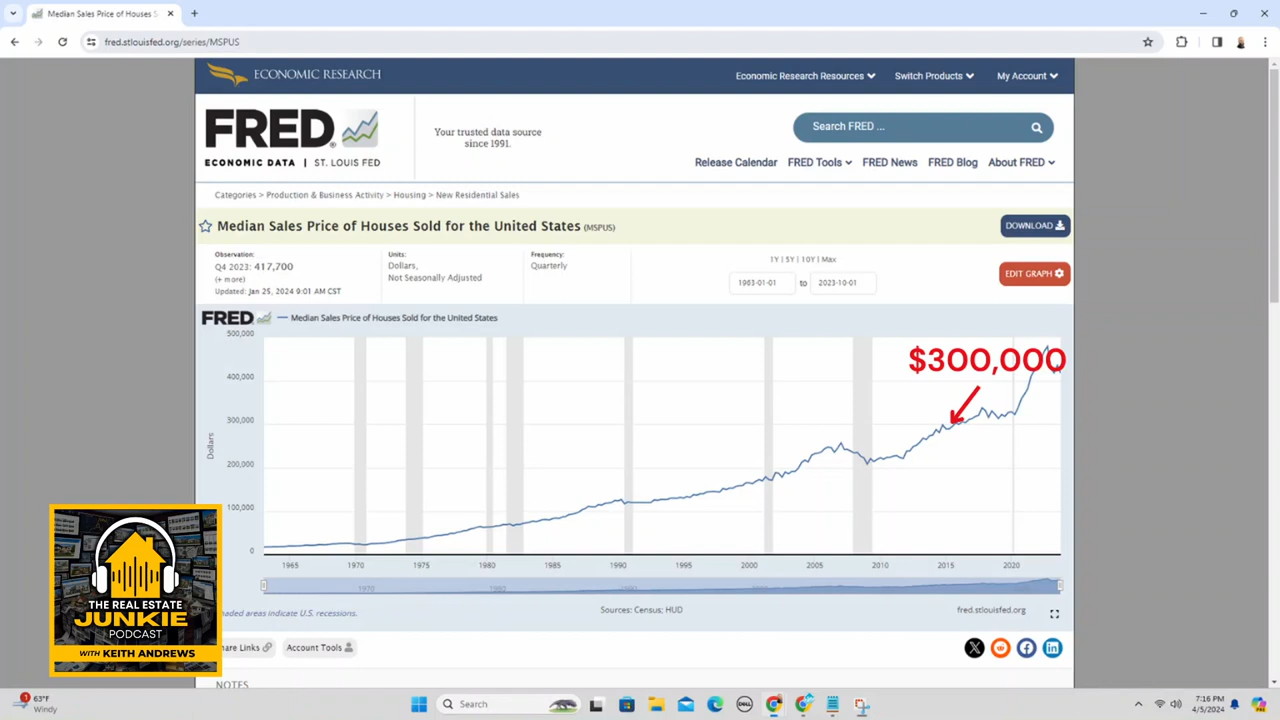 Median Sales Price of Houses S
fred.stlouisfed.org/series/MSPUS
ECONOMIC RESEARCH
Economic Research Resources
Switch Products
My Account
FRED
ECONOMIC DATA | ST. LOUIS FED
Your trusted data source
since 1991.
Search FRED ...
Release Calendar
FRED Tools
FRED News
FRED Blog
About FRED
Categories > Production & Business Activity > Housing > New Residential Sales
Median Sales Price of Houses Sold for the United States (MSPUS)
DOWNLOAD
Observation:
Q4 2023: 417,700
(+ more)
Updated: Jan 25, 2024 9:01 AM CST
Units:
Dollars,
Not Seasonally Adjusted
Frequency:
Quarterly
1Y | 5Y | 10Y | Max
1963-01-01 to 2023-10-01
EDIT GRAPH
FRED
Median Sales Price of Houses Sold for the United States
500,000
400,000
300,000
200,000
100,000
0
Dollars
$300,000
1965 1970 1975 1980 1985 1990 1995 2000 2005 2010 2015 2020
1970
haded areas indicate U.S. recessions.
Sources: Census; HUD
fred.stlouisfed.org
hare Links
Account Tools
NOTES
THE REAL ESTATE
JUNKIE
PODCAST
WITH KEITH ANDREWS
1
63°F
Windy
Search
DELL
7:16 PM
4/5/2024